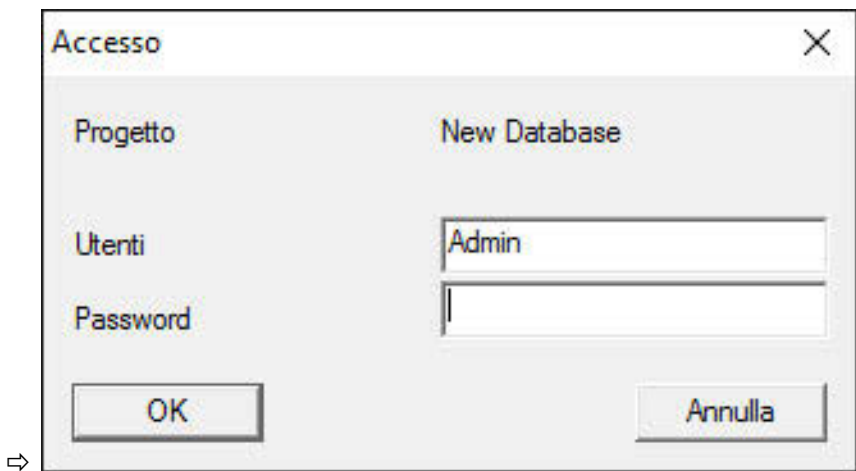 Accesso
Progetto New Database
Utenti Admin
Password
OK Annulla
⇨